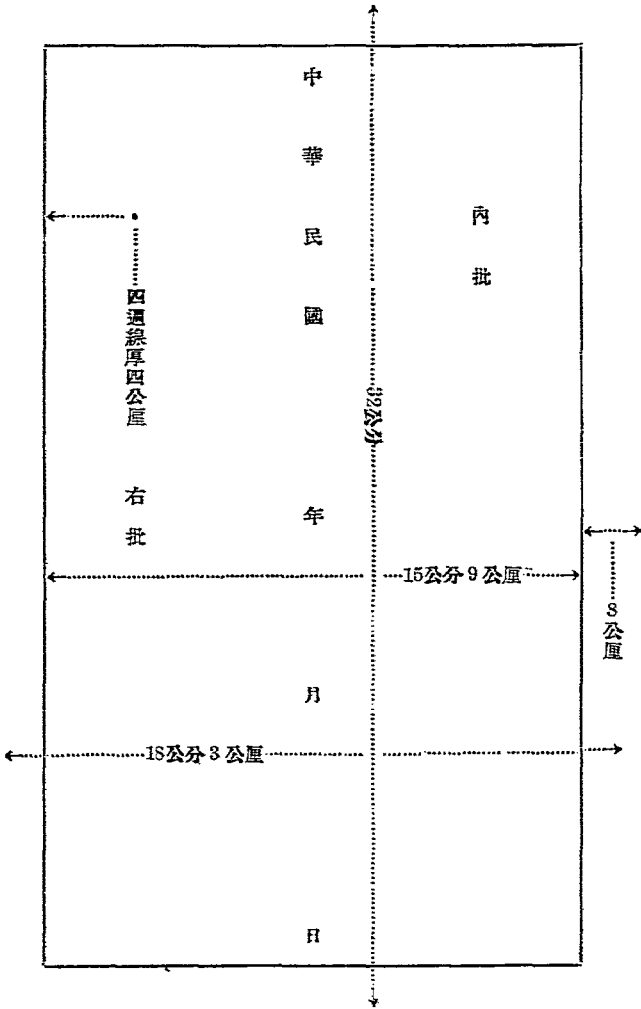 內批
8公厘
32公分
中華民國 年 月 日
四週線厚四公厘
右批
15公分9公厘
18公分3公厘